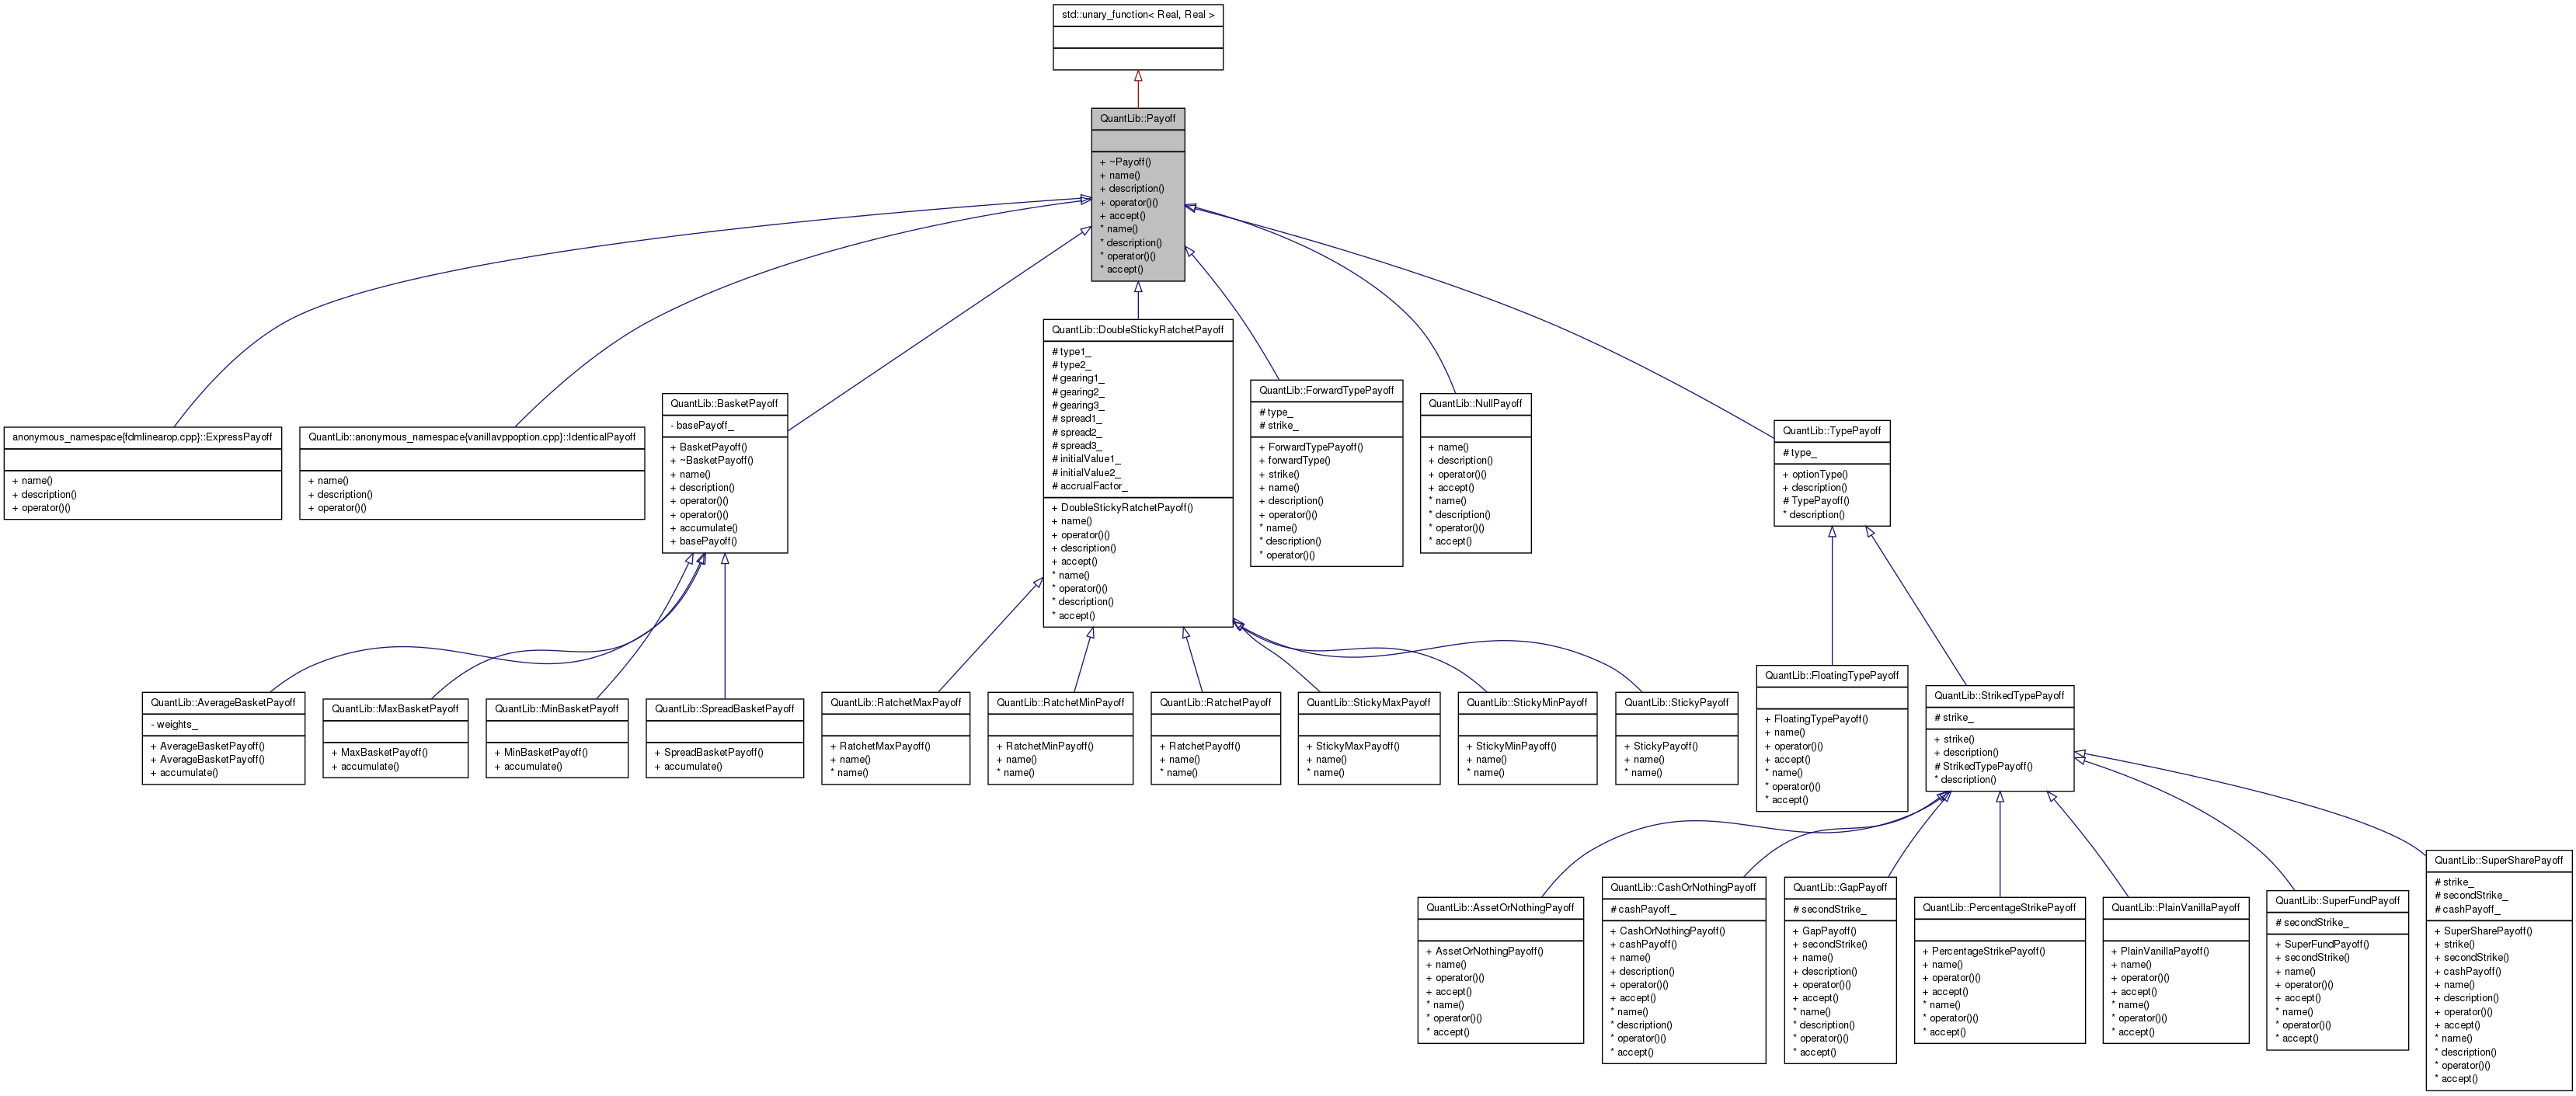 std::unary_function< Real, Real >
QuantLib::Payoff
+ ~Payoff()
+ name()
+ description()
+ operator()()
+ accept()
* name()
* description()
* operator()()
* accept()
anonymous_namespace{fdmlinearop.cpp}::ExpressPayoff
+ name()
+ description()
+ operator()()
QuantLib::anonymous_namespace{vanillavppoption.cpp}::IdenticalPayoff
+ name()
+ description()
+ operator()()
QuantLib::BasketPayoff
- basePayoff_
+ BasketPayoff()
+ ~BasketPayoff()
+ name()
+ description()
+ operator()()
+ operator()()
+ accumulate()
+ basePayoff()
QuantLib::DoubleStickyRatchetPayoff
# type1_
# type2_
# gearing1_
# gearing2_
# gearing3_
# spread1_
# spread2_
# spread3_
# initialValue1_
# initialValue2_
# accrualFactor_
+ DoubleStickyRatchetPayoff()
+ name()
+ operator()()
+ description()
+ accept()
* name()
* operator()()
* description()
* accept()
QuantLib::ForwardTypePayoff
# type_
# strike_
+ ForwardTypePayoff()
+ forwardType()
+ strike()
+ name()
+ description()
+ operator()()
* name()
* description()
* operator()()
QuantLib::NullPayoff
+ name()
+ description()
+ operator()()
+ accept()
* name()
* description()
* operator()()
* accept()
QuantLib::TypePayoff
# type_
+ optionType()
+ description()
# TypePayoff()
* description()
QuantLib::AverageBasketPayoff
- weights_
+ AverageBasketPayoff()
+ AverageBasketPayoff()
+ accumulate()
QuantLib::MaxBasketPayoff
+ MaxBasketPayoff()
+ accumulate()
QuantLib::MinBasketPayoff
+ MinBasketPayoff()
+ accumulate()
QuantLib::SpreadBasketPayoff
+ SpreadBasketPayoff()
+ accumulate()
QuantLib::RatchetMaxPayoff
+ RatchetMaxPayoff()
+ name()
* name()
QuantLib::RatchetMinPayoff
+ RatchetMinPayoff()
+ name()
* name()
QuantLib::RatchetPayoff
+ RatchetPayoff()
+ name()
* name()
QuantLib::StickyMaxPayoff
+ StickyMaxPayoff()
+ name()
* name()
QuantLib::StickyMinPayoff
+ StickyMinPayoff()
+ name()
* name()
QuantLib::StickyPayoff
+ StickyPayoff()
+ name()
* name()
QuantLib::FloatingTypePayoff
+ FloatingTypePayoff()
+ name()
+ operator()()
+ accept()
* name()
* operator()()
* accept()
QuantLib::StrikedTypePayoff
# strike_
+ strike()
+ description()
# StrikedTypePayoff()
* description()
QuantLib::AssetOrNothingPayoff
+ AssetOrNothingPayoff()
+ name()
+ operator()()
+ accept()
* name()
* operator()()
* accept()
QuantLib::CashOrNothingPayoff
# cashPayoff_
+ CashOrNothingPayoff()
+ cashPayoff()
+ name()
+ description()
+ operator()()
+ accept()
* name()
* description()
* operator()()
* accept()
QuantLib::GapPayoff
# secondStrike_
+ GapPayoff()
+ secondStrike()
+ name()
+ description()
+ operator()()
+ accept()
* name()
* description()
* operator()()
* accept()
QuantLib::PercentageStrikePayoff
+ PercentageStrikePayoff()
+ name()
+ operator()()
+ accept()
* name()
* operator()()
* accept()
QuantLib::PlainVanillaPayoff
+ PlainVanillaPayoff()
+ name()
+ operator()()
+ accept()
* name()
* operator()()
* accept()
QuantLib::SuperFundPayoff
# secondStrike_
+ SuperFundPayoff()
+ secondStrike()
+ name()
+ operator()()
+ accept()
* name()
* operator()()
* accept()
QuantLib::SuperSharePayoff
# strike_
# secondStrike_
# cashPayoff_
+ SuperSharePayoff()
+ strike()
+ secondStrike()
+ cashPayoff()
+ name()
+ description()
+ operator()()
+ accept()
* name()
* description()
* operator()()
* accept()